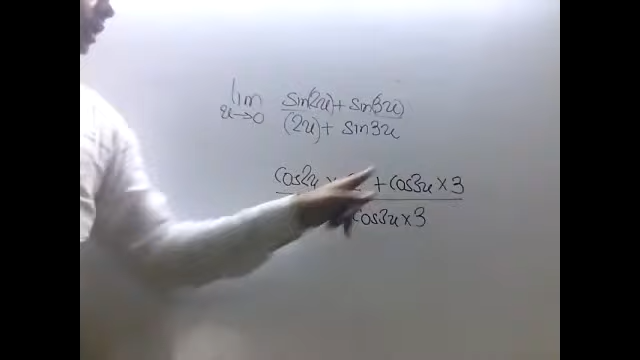 lim sin(2x) + sin(3x)
x→0 (2x) + sin3x
cos2x × + cos3x × 3
cos3x × 3